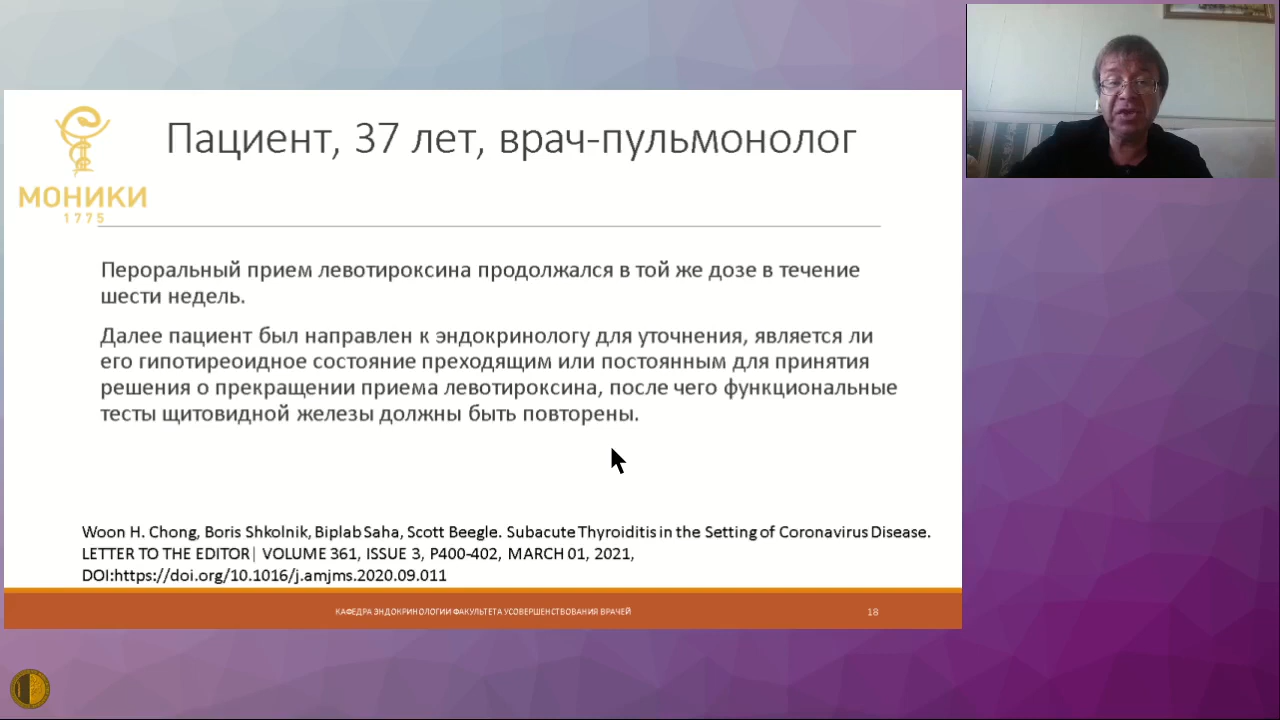 МОНИКИ
1775
Пациент, 37 лет, врач-пульмонолог
Пероральный прием левотироксина продолжался в той же дозе в течение
шести недель.
Далее пациент был направлен к эндокринологу для уточнения, является ли
его гипотиреоидное состояние преходящим или постоянным для принятия
решения о прекращении приема левотироксина, после чего функциональные
тесты щитовидной железы должны быть повторены.
Woon H. Chong, Boris Shkolnik, Biplab Saha, Scott Beegle. Subacute Thyroiditis in the Setting of Coronavirus Disease.
LETTER TO THE EDITOR| VOLUME 361, ISSUE 3, P400-402, MARCH 01, 2021,
DOI:https://doi.org/10.1016/j.amjms.2020.09.011
КАФЕДРА ЭНДОКРИНОЛОГИИ ФАКУЛЬТЕТА УСОВЕРШЕНСТВОВАНИЯ ВРАЧЕЙ
18